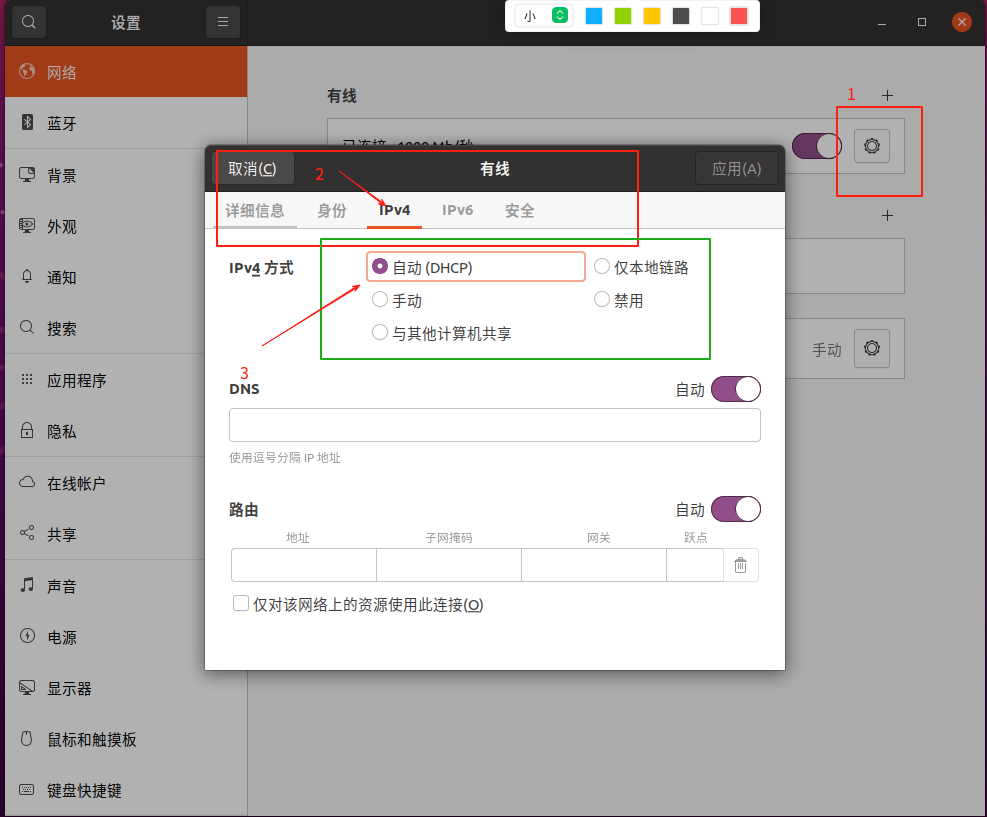 小
设置
网络
蓝牙
背景
外观
通知
搜索
应用程序
隐私
在线帐户
共享
声音
电源
显示器
鼠标和触摸板
键盘快捷键
有线
1
已连接 - 1000 Mb/秒
手动
取消(C)
2
有线
应用(A)
详细信息
身份
IPv4
IPv6
安全
IPv4 方式
自动 (DHCP)
仅本地链路
手动
禁用
与其他计算机共享
3
DNS
自动
使用逗号分隔 IP 地址
路由
自动
地址
子网掩码
网关
跃点
仅对该网络上的资源使用此连接(O)